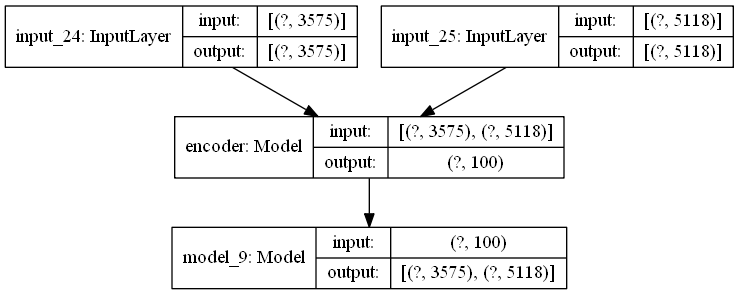 input_24: InputLayer
input: [(?, 3575)]
output: [(?, 3575)]
input_25: InputLayer
input: [(?, 5118)]
output: [(?, 5118)]
encoder: Model
input: [(?, 3575), (?, 5118)]
output: (?, 100)
model_9: Model
input: (?, 100)
output: [(?, 3575), (?, 5118)]